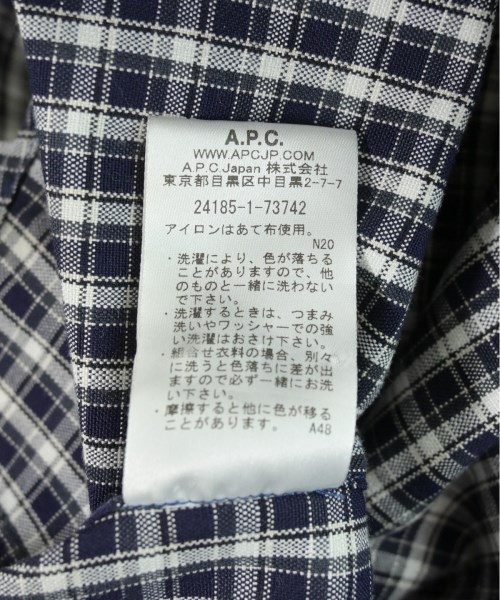 A.P.C.
WWW.APCJP.COM
A.P.C.Japan 株式会社
東京都目黒区中目黒2-7-7
24185-1-73742
アイロンはあて布使用。
N20
・洗濯により、色が落ちる
ことがありますので、他
のものと一緒に洗わない
で下さい。
・洗濯するときは、つまみ
洗いやワッシャーでの強
い洗濯はおさけ下さい。
・組合せ衣料の場合、別々
に洗うと色落ちに差が出
ますので必ず一緒にお洗
い下さい。
・摩擦すると他に色が移る
ことがあります。 A48